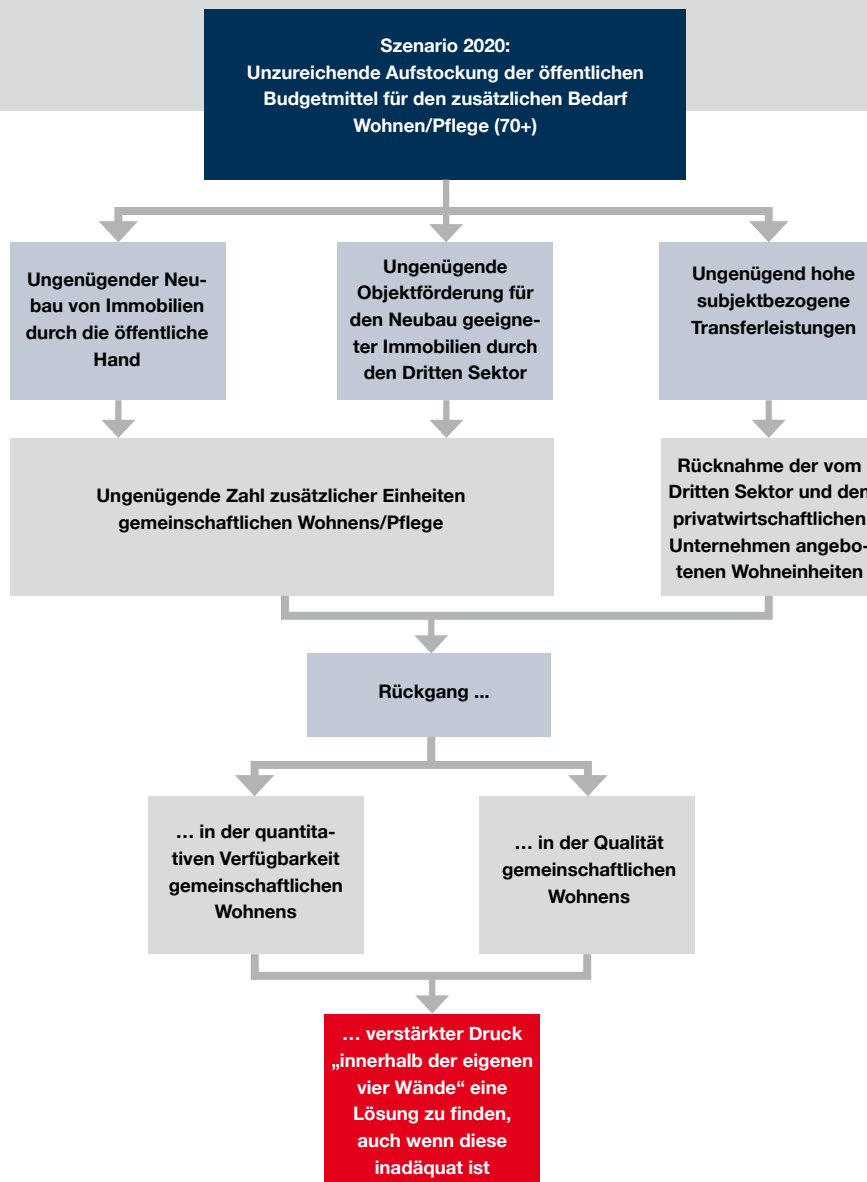 Szenario 2020:
Unzureichende Aufstockung der öffentlichen
Budgetmittel für den zusätzlichen Bedarf
Wohnen/Pflege (70+)
Ungenügender Neu-
bau von Immobilien
durch die öffentliche
Hand
Ungenügende
Objektförderung für
den Neubau geeigne-
ter Immobilien durch
den Dritten Sektor
Ungenügend hohe
subjektbezogene
Transferleistungen
Ungenügende Zahl zusätzlicher Einheiten
gemeinschaftlichen Wohnens/Pflege
Rücknahme der vom
Dritten Sektor und den
privatwirtschaftlichen
Unternehmen angebo-
tenen Wohneinheiten
Rückgang ...
… in der quantita-
tiven Verfügbarkeit
gemeinschaftlichen
Wohnens
… in der Qualität
gemeinschaftlichen
Wohnens
… verstärkter Druck
„innerhalb der eigenen
vier Wände“ eine
Lösung zu finden,
auch wenn diese
inadäquat ist